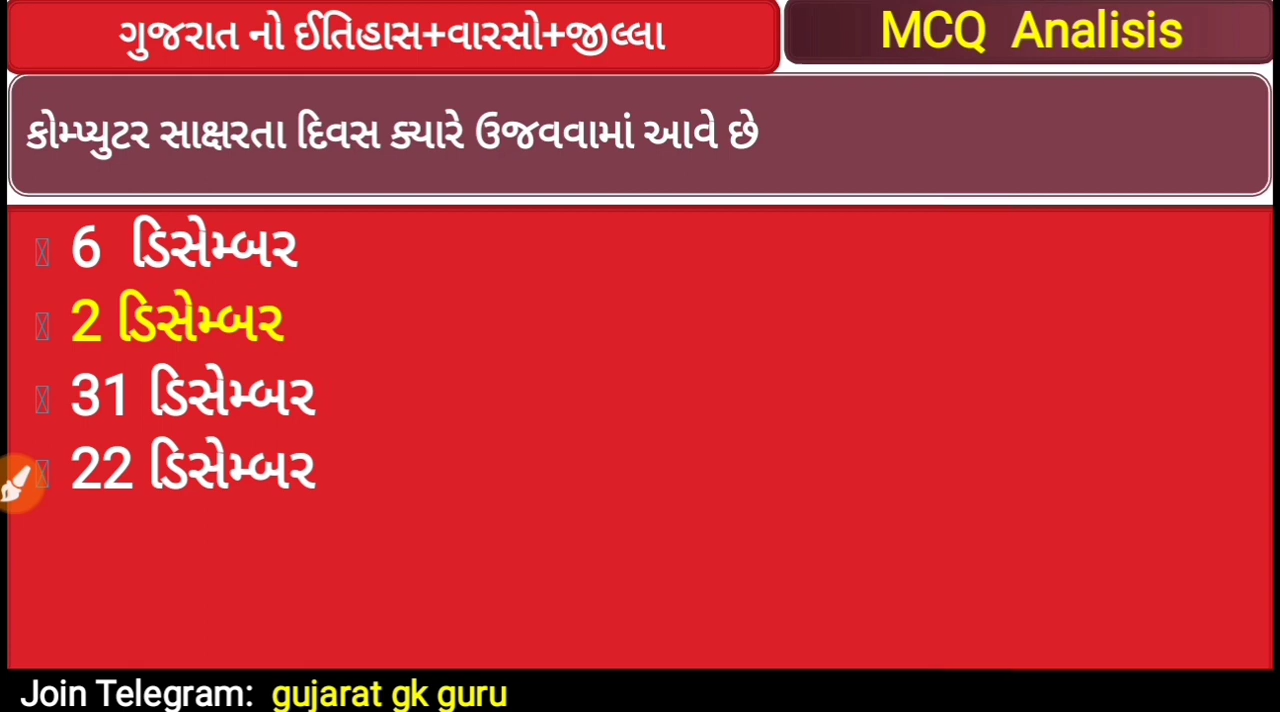 ગુજરાત નો ઈતિહાસ+વારસો+જીલ્લા
MCQ Analisis
કોમ્પ્યુટર સાક્ષરતા દિવસ ક્યારે ઉજવવામાં આવે છે
6 ડિસેમ્બર
2 ડિસેમ્બર
31 ડિસેમ્બર
22 ડિસેમ્બર
Join Telegram: gujarat gk guru